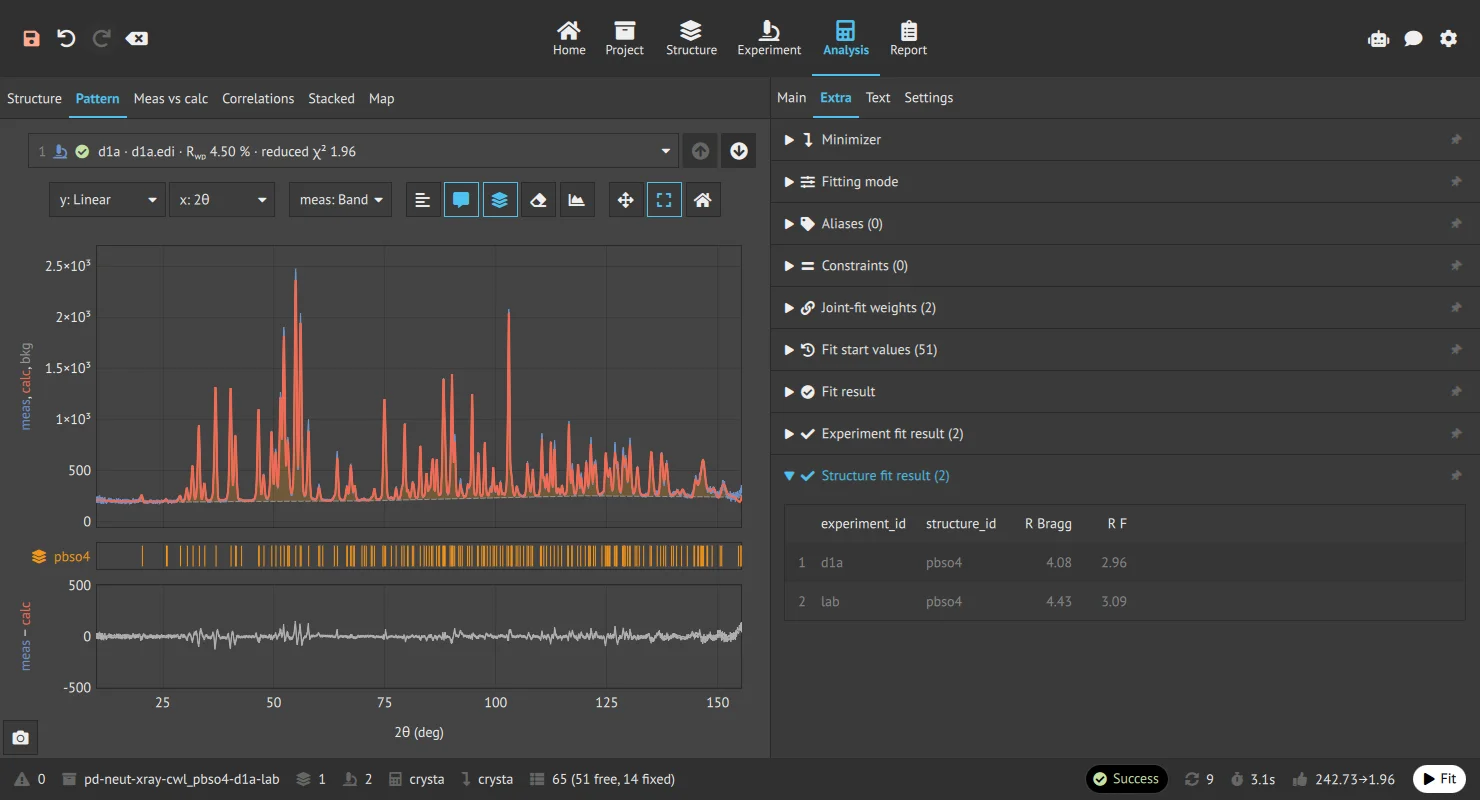 Home
Project
Structure
Experiment
Analysis
Report
Structure
Pattern
Meas vs calc
Correlations
Stacked
Map
Main
Extra
Text
Settings
1 d1a · d1a.edi · Rwp 4.50 % · reduced χ² 1.96
y: Linear
x: 2θ
meas: Band
2.5×10³
2×10³
1.5×10³
1×10³
500
0
meas, calc, bkg
pbso4
500
0
-500
meas − calc
25 50 75 100 125 150
2θ (deg)
Minimizer
Fitting mode
Aliases (0)
Constraints (0)
Joint-fit weights (2)
Fit start values (51)
Fit result
Experiment fit result (2)
Structure fit result (2)
experiment_id structure_id R Bragg R F
1 d1a pbso4 4.08 2.96
2 lab pbso4 4.43 3.09
0 pd-neut-xray-cwl_pbso4-d1a-lab 1 2 crysta crysta 65 (51 free, 14 fixed)
Success 9 3.1s 242.73→1.96 Fit